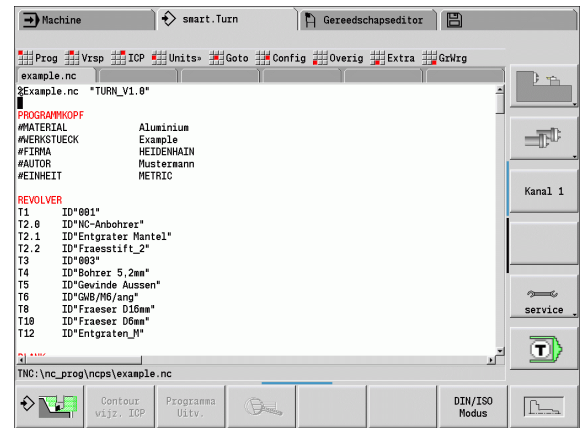 Machine smart.Turn Gereedschapseditor
Prog Vrsp ICP Units» Goto Config Overig Extra GrWrg
example.nc
%Example.nc "TURN_V1.0"
PROGRAMMKOPF
#MATERIAL Aluminium
#WERKSTUECK Example
#FIRMA HEIDENHAIN
#AUTOR Mustermann
#EINHEIT METRIC
REVOLVER
T1 ID"001"
T2.0 ID"NC-Anbohrer"
T2.1 ID"Entgrater Mantel"
T2.2 ID"Fraesstift_2"
T3 ID"003"
T4 ID"Bohrer 5,2mm"
T5 ID"Gewinde Aussen"
T6 ID"GWB/M6/ang"
T8 ID"Fraeser D16mm"
T10 ID"Fraeser D6mm"
T12 ID"Entgraten_M"
TNC:\nc_prog\ncps\example.nc
Kanal 1
service
T
Contour
wijz. ICP
Programma
Uitv.
DIN/ISO
Modus